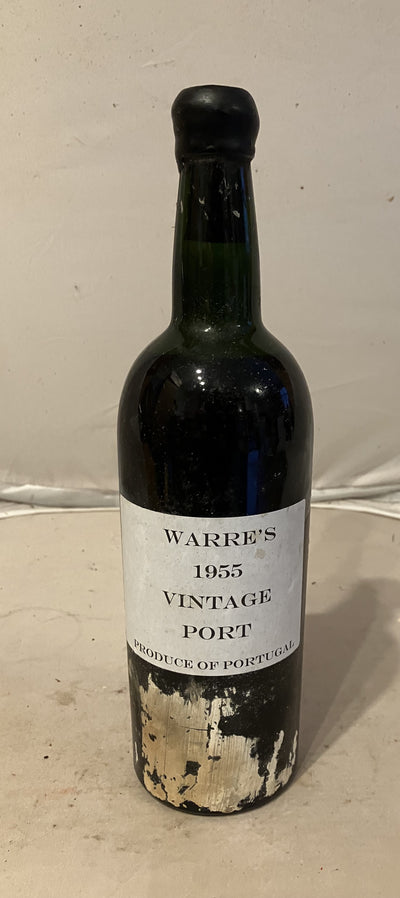 WARRE'S
1955
VINTAGE
PORT
PRODUCE OF PORTUGAL